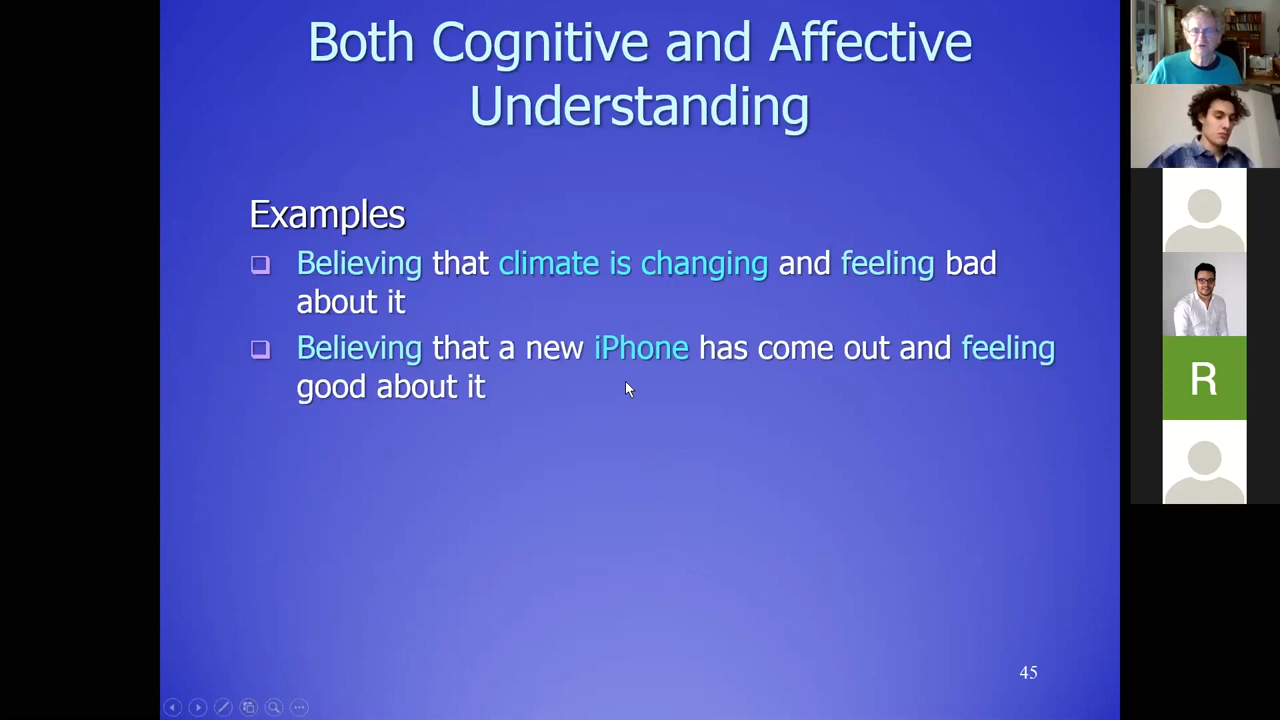 Both Cognitive and Affective
Understanding
Examples
Believing that climate is changing and feeling bad
about it
Believing that a new iPhone has come out and feeling
good about it
R
45